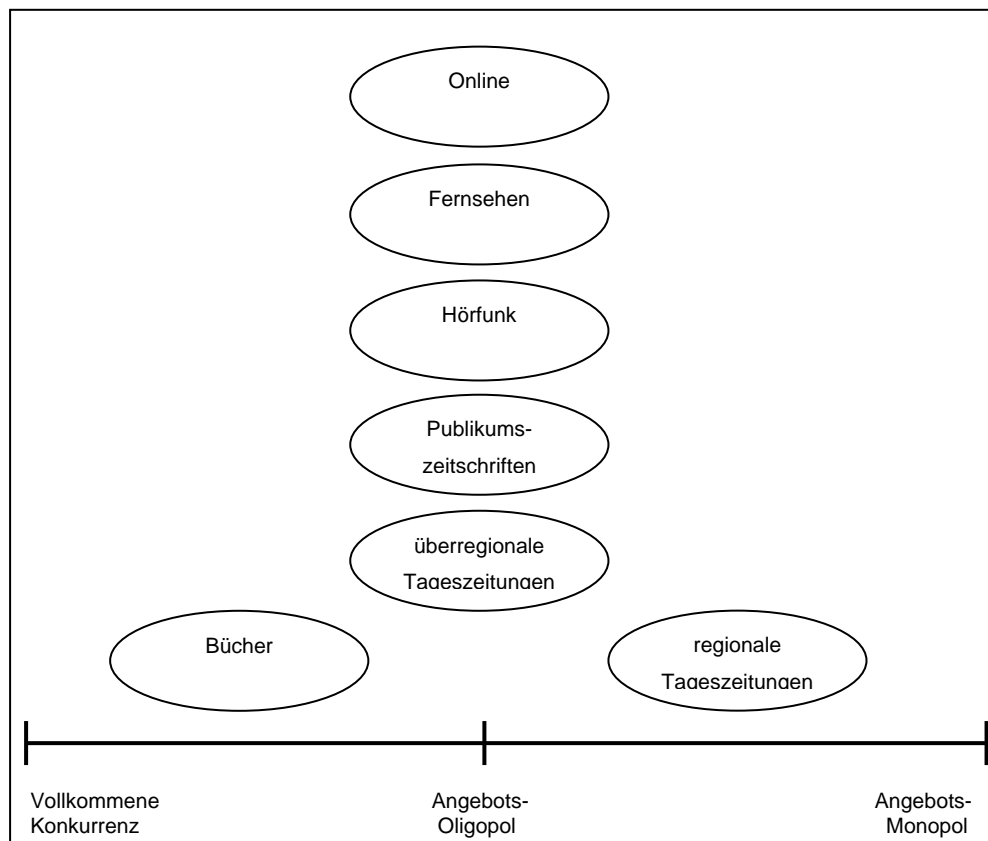 Online
Fernsehen
Hörfunk
Publikums-
zeitschriften
überregionale
Tageszeitungen
Bücher
regionale
Tageszeitungen
Vollkommene
Konkurrenz
Angebots-
Oligopol
Angebots-
Monopol